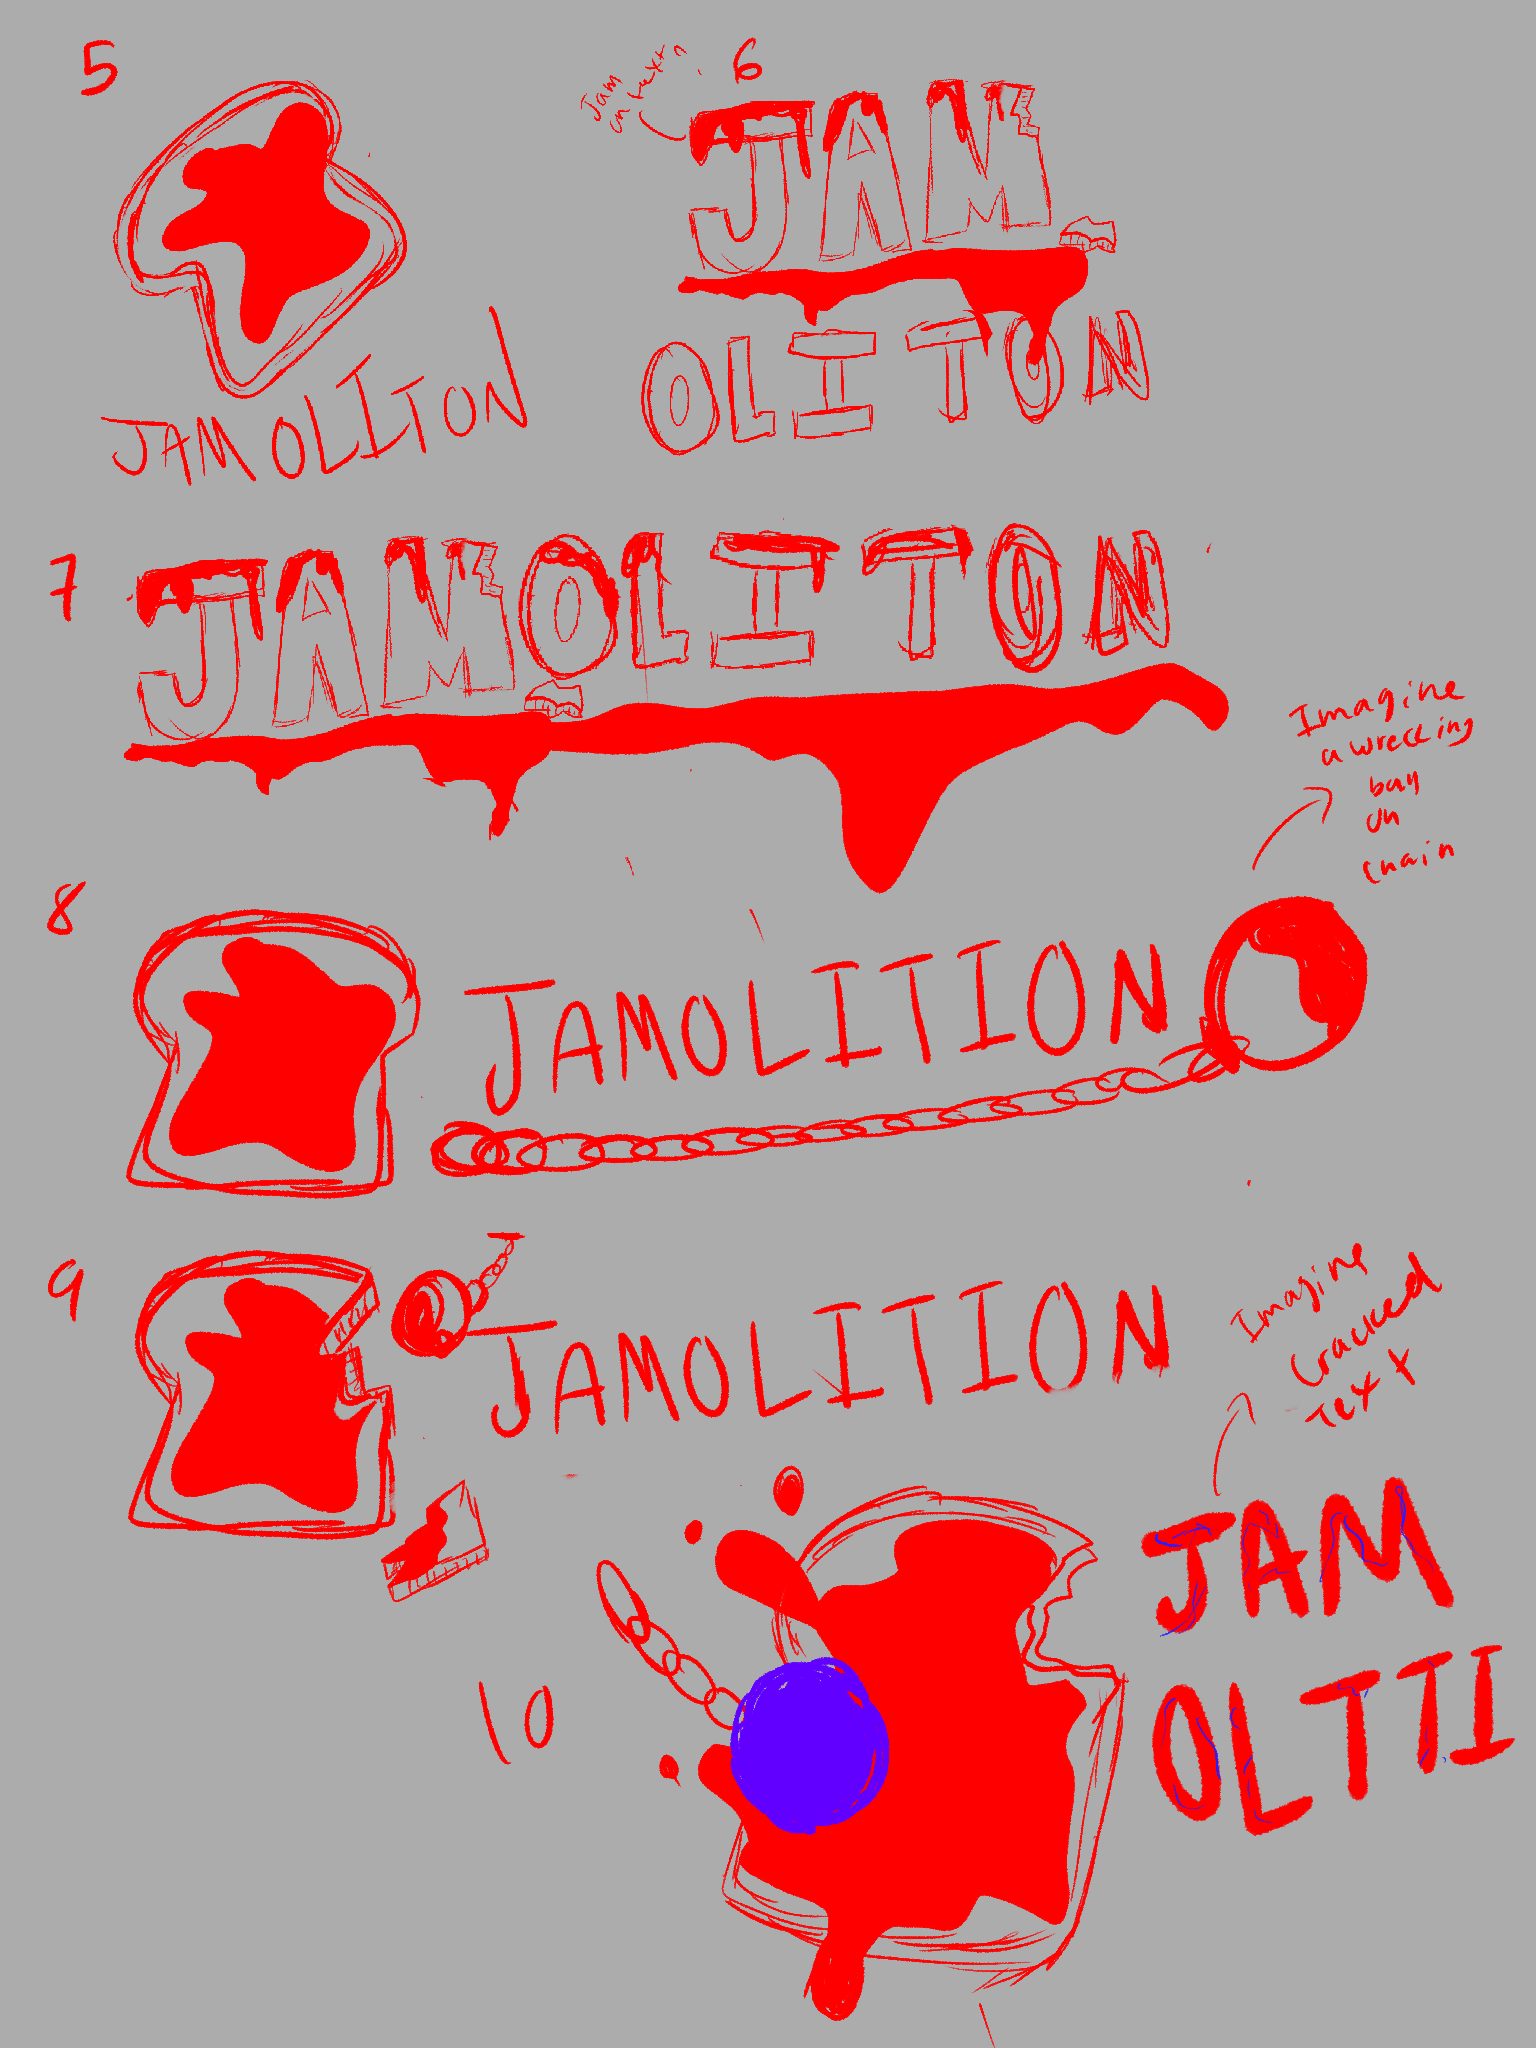 5
JAMOLITON
6
Jam
on text
JAM
OLITON
7
JAMOLITON
Imagine
a wrecking
ball
on
chain
8
JAMOLITION
9
JAMOLITION
Imagine
Cracked
Text
10
JAM
OLTTI